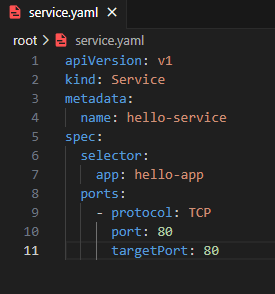 service.yaml ×
root > service.yaml
1 apiVersion: v1
2 kind: Service
3 metadata:
4   name: hello-service
5 spec:
6   selector:
7     app: hello-app
8   ports:
9     - protocol: TCP
10       port: 80
11       targetPort: 80